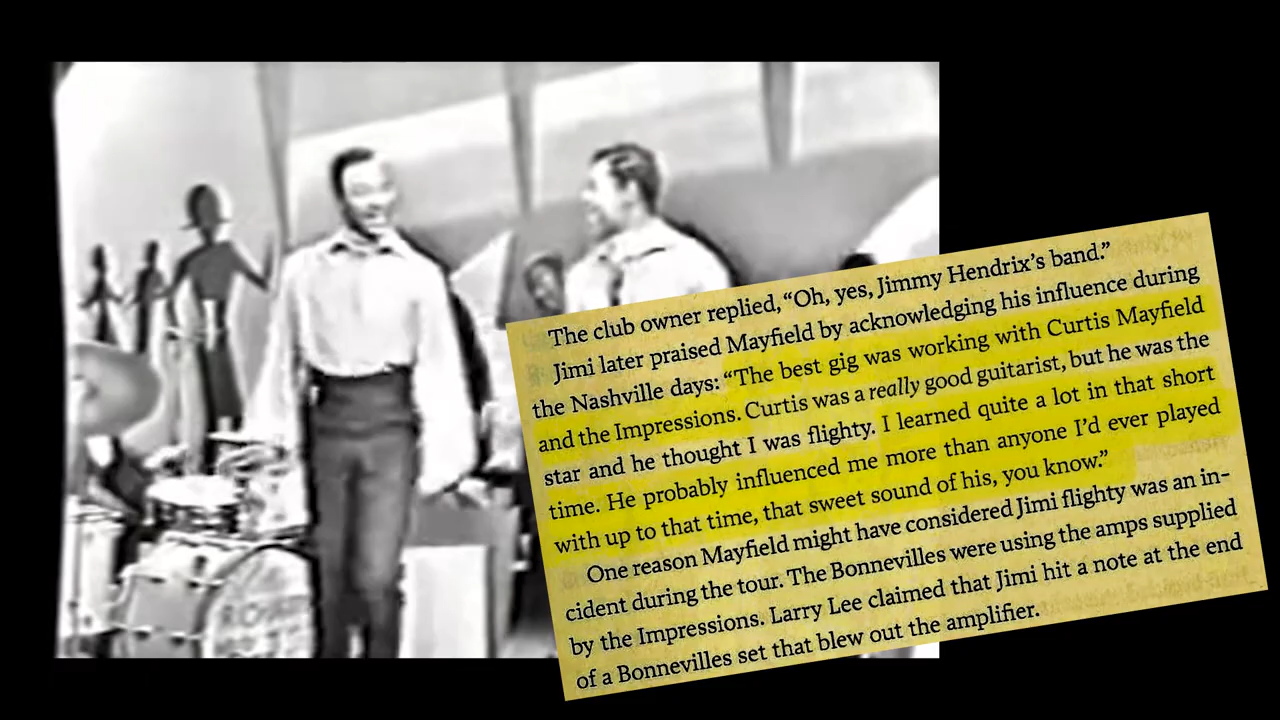 The club owner replied, “Oh, yes, Jimmy Hendrix’s band.”
Jimi later praised Mayfield by acknowledging his influence during
the Nashville days: “The best gig was working with Curtis Mayfield
and the Impressions. Curtis was a really good guitarist, but he was the
star and he thought I was flighty. I learned quite a lot in that short
time. He probably influenced me more than anyone I’d ever played
with up to that time, that sweet sound of his, you know.”
One reason Mayfield might have considered Jimi flighty was an in-
cident during the tour. The Bonnevilles were using the amps supplied
by the Impressions. Larry Lee claimed that Jimi hit a note at the end
of a Bonnevilles set that blew out the amplifier.